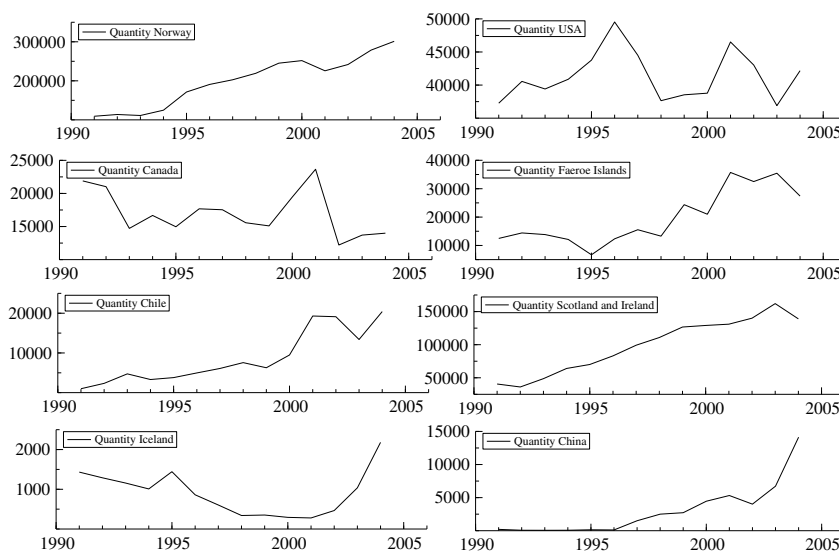 Quantity Norway
300000
200000
1990 1995 2000 2005
Quantity USA
50000
40000
1990 1995 2000 2005
Quantity Canada
25000
20000
15000
1990 1995 2000 2005
Quantity Faeroe Islands
40000
30000
20000
10000
1990 1995 2000 2005
Quantity Chile
20000
10000
1990 1995 2000 2005
Quantity Scotland and Ireland
150000
100000
50000
1990 1995 2000 2005
Quantity Iceland
2000
1000
1990 1995 2000 2005
Quantity China
15000
10000
5000
1990 1995 2000 2005